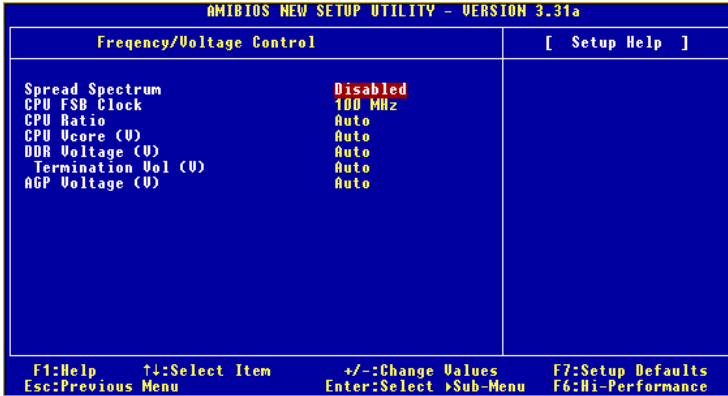 AMIBIOS NEW SETUP UTILITY - VERSION 3.31a
Freqency/Voltage Control
[ Setup Help ]
Spread Spectrum Disabled
CPU FSB Clock 100 MHz
CPU Ratio Auto
CPU Vcore (V) Auto
DDR Voltage (V) Auto
Termination Vol (V) Auto
AGP Voltage (V) Auto
F1:Help ↑↓:Select Item +/-:Change Values F7:Setup Defaults
Esc:Previous Menu Enter:Select ▸Sub-Menu F6:Hi-Performance